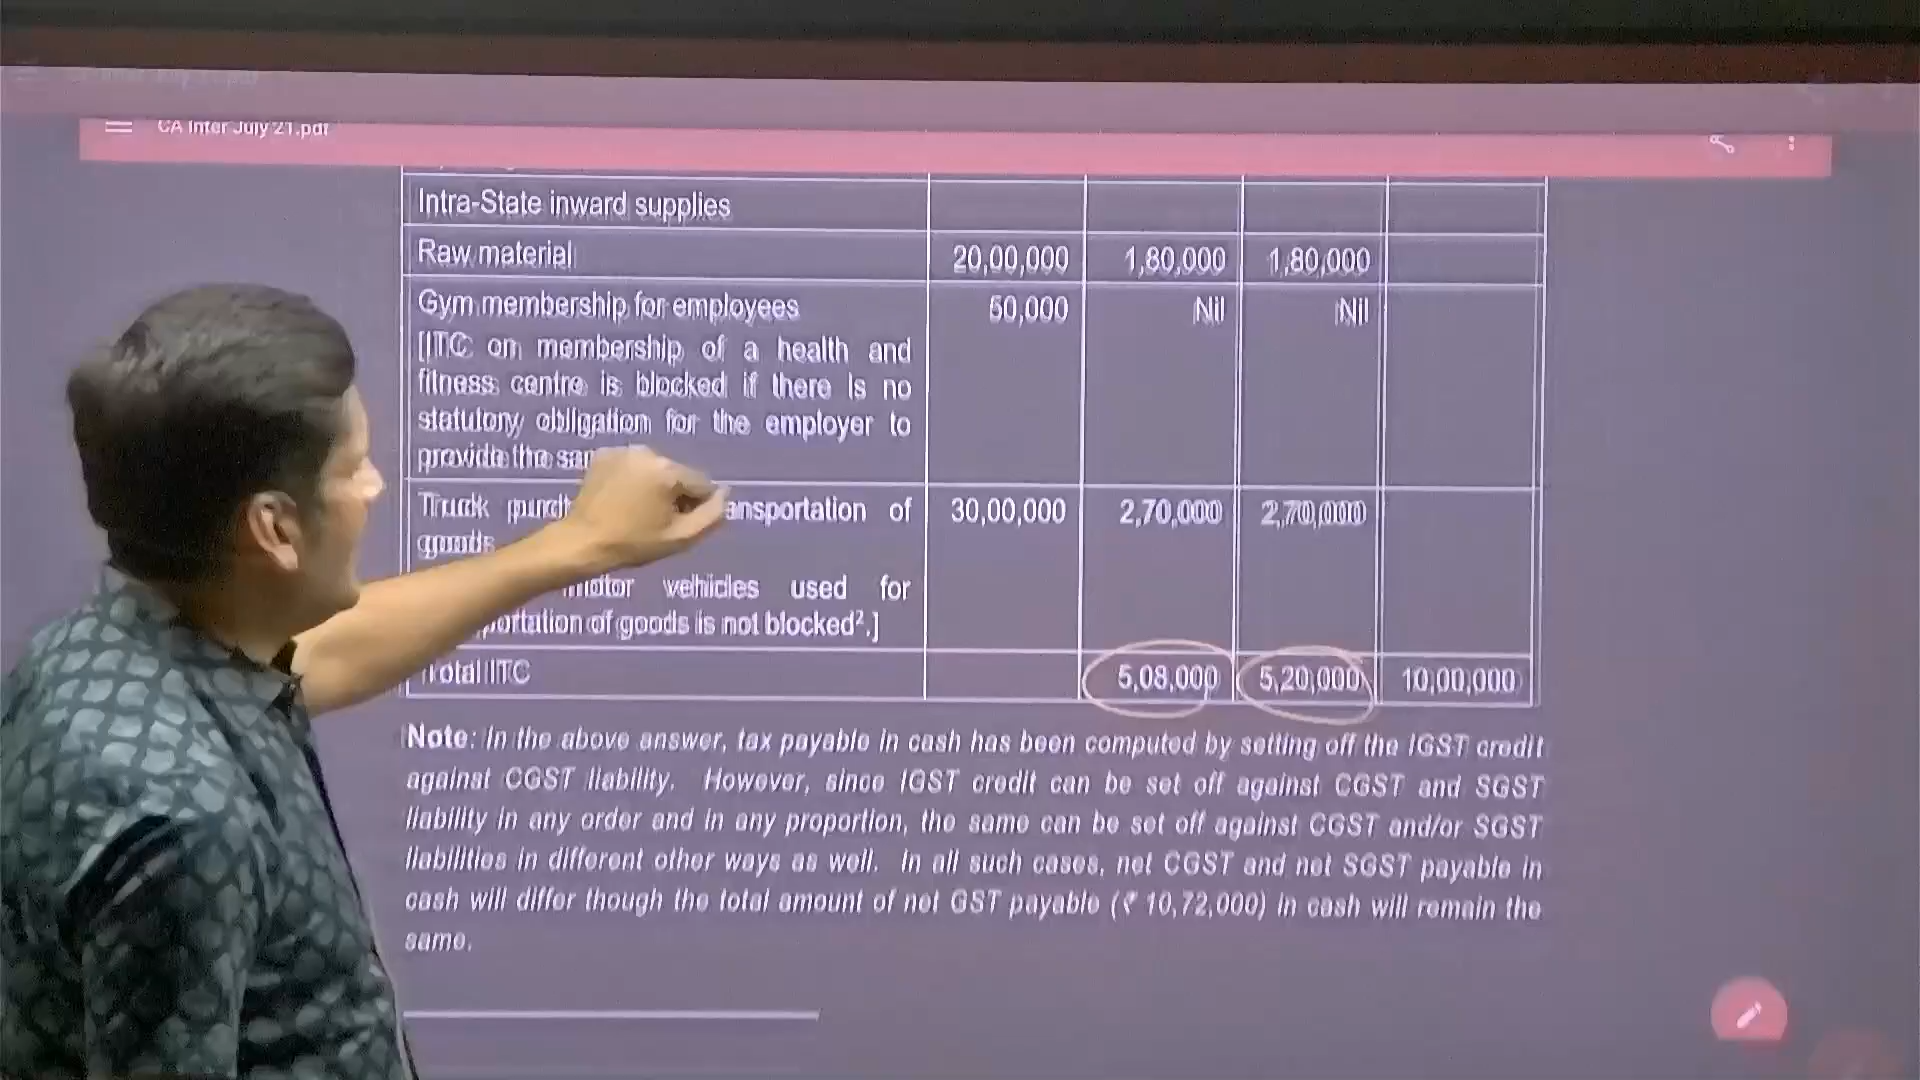 CA Inter July 21.pdf
Intra-State inward supplies
Raw material 20,00,000 1,80,000 1,80,000
Gym membership for employees 50,000 Nil Nil
[ITC on membership of a health and
fitness centre is blocked if there is no
statutory obligation for the employer to
provide the
Truck of
goods 30,00,000 2,70,000 2,70,000
motor vehicles used for
of goods is not blocked².]
Total ITC 5,08,000 5,20,000 10,00,000
Note: In the above answer, tax payable in cash has been computed by setting off the IGST credit
against CGST liability. However, since IGST credit can be set off against CGST and SGST
liability in any order and in any proportion, the same can be set off against CGST and/or SGST
liabilities in different other ways as well. In all such cases, net CGST and net SGST payable in
cash will differ though the total amount of net GST payable (₹ 10,72,000) in cash will remain the
same.